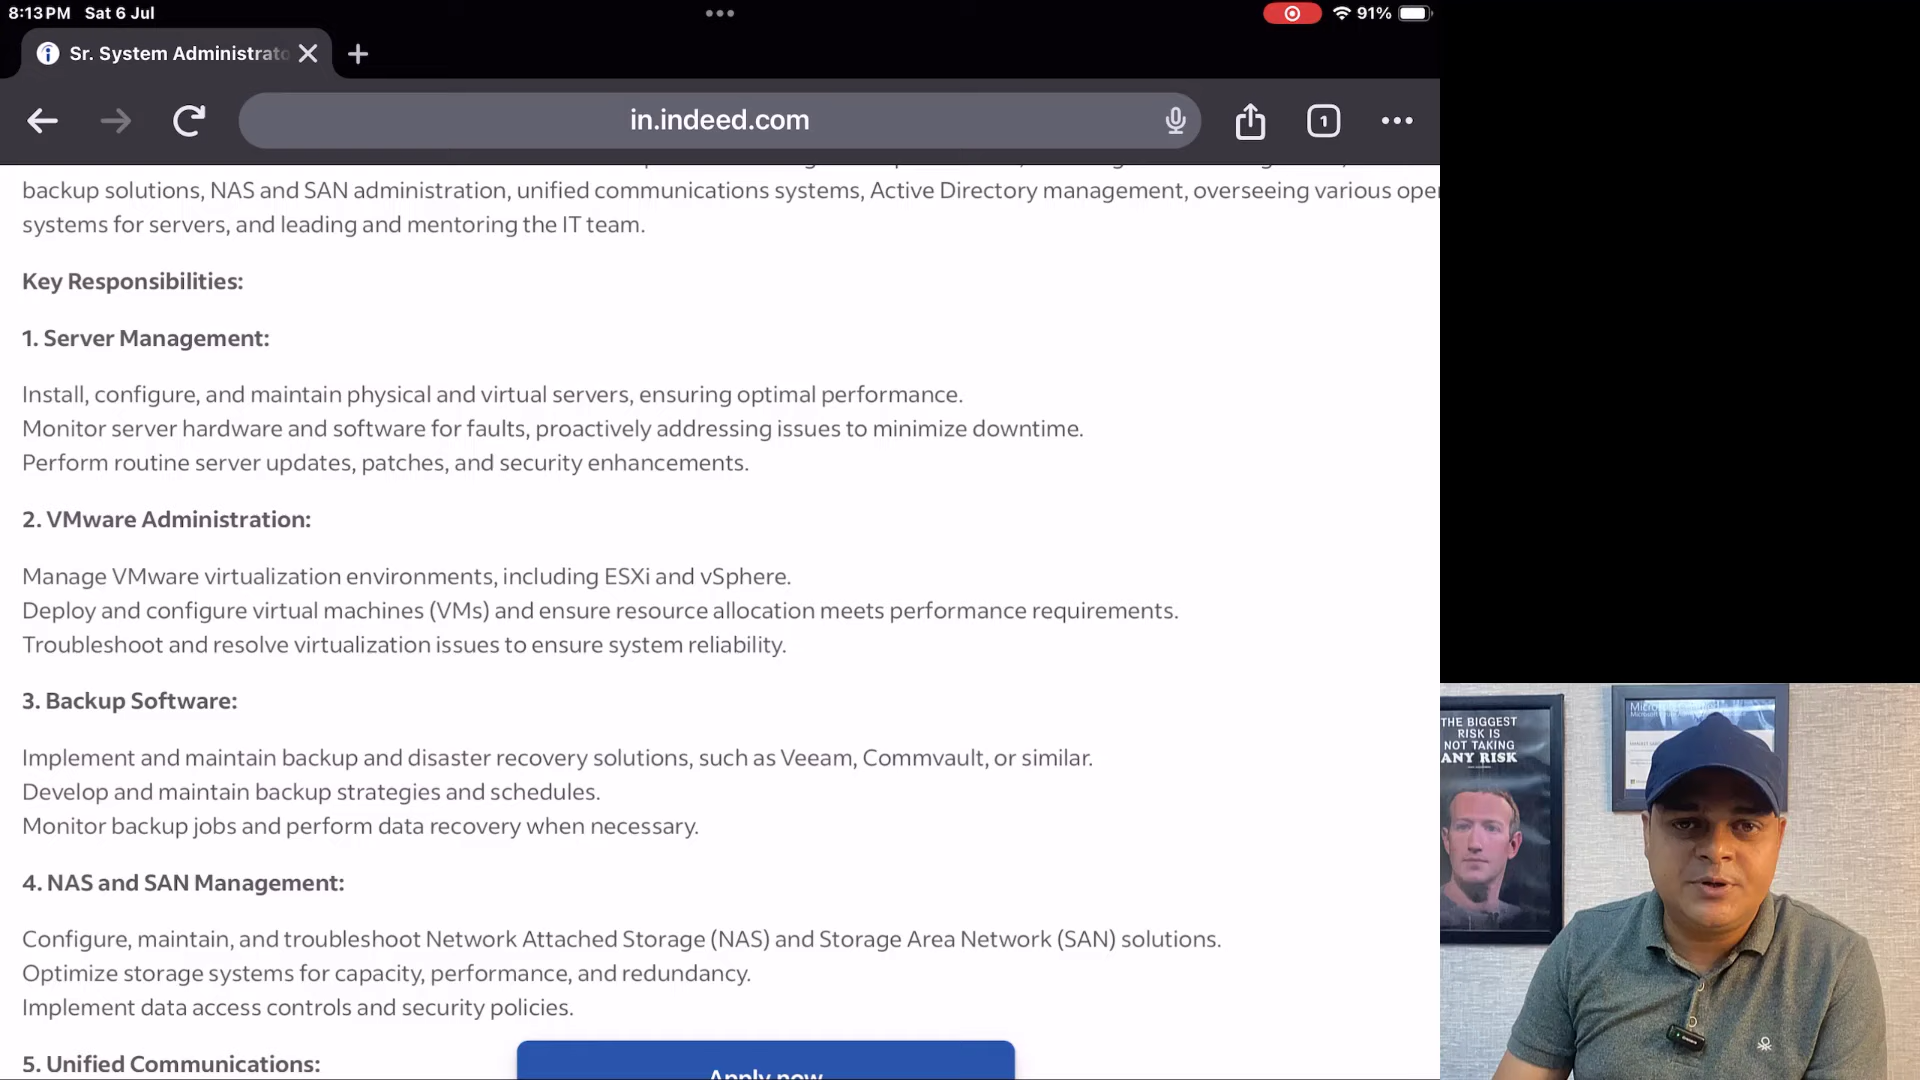 8:13 PM Sat 6 Jul
91%
Sr. System Administrato
in.indeed.com
1
backup solutions, NAS and SAN administration, unified communications systems, Active Directory management, overseeing various oper
systems for servers, and leading and mentoring the IT team.
Key Responsibilities:
1. Server Management:
Install, configure, and maintain physical and virtual servers, ensuring optimal performance.
Monitor server hardware and software for faults, proactively addressing issues to minimize downtime.
Perform routine server updates, patches, and security enhancements.
2. VMware Administration:
Manage VMware virtualization environments, including ESXi and vSphere.
Deploy and configure virtual machines (VMs) and ensure resource allocation meets performance requirements.
Troubleshoot and resolve virtualization issues to ensure system reliability.
3. Backup Software:
Implement and maintain backup and disaster recovery solutions, such as Veeam, Commvault, or similar.
Develop and maintain backup strategies and schedules.
Monitor backup jobs and perform data recovery when necessary.
4. NAS and SAN Management:
Configure, maintain, and troubleshoot Network Attached Storage (NAS) and Storage Area Network (SAN) solutions.
Optimize storage systems for capacity, performance, and redundancy.
Implement data access controls and security policies.
5. Unified Communications:
Apply now
THE BIGGEST
RISK IS
NOT TAKING
ANY RISK